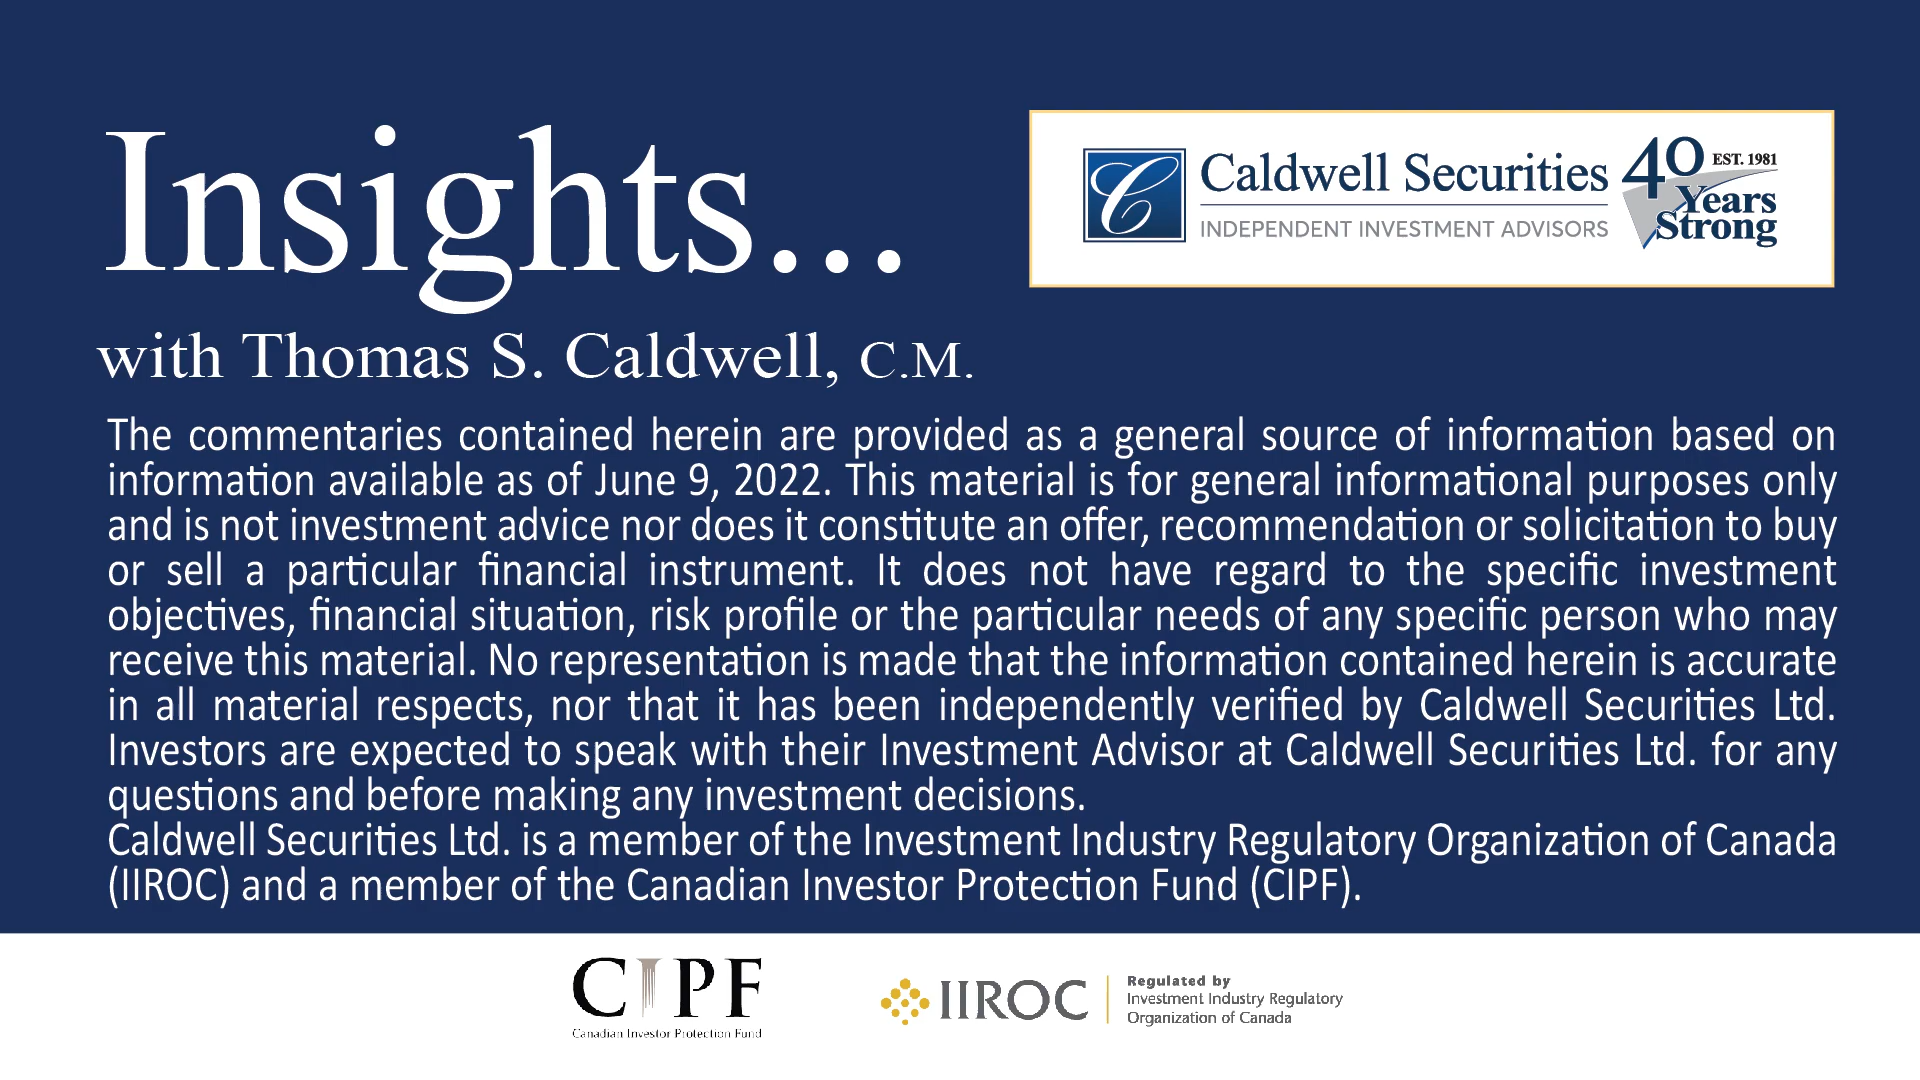 Insights...
with Thomas S. Caldwell, C.M.
C
Caldwell Securities
INDEPENDENT INVESTMENT ADVISORS
40
EST. 1981
Years
Strong
The commentaries contained herein are provided as a general source of information based on
information available as of June 9, 2022. This material is for general informational purposes only
and is not investment advice nor does it constitute an offer, recommendation or solicitation to buy
or sell a particular financial instrument. It does not have regard to the specific investment
objectives, financial situation, risk profile or the particular needs of any specific person who may
receive this material. No representation is made that the information contained herein is accurate
in all material respects, nor that it has been independently verified by Caldwell Securities Ltd.
Investors are expected to speak with their Investment Advisor at Caldwell Securities Ltd. for any
questions and before making any investment decisions.
Caldwell Securities Ltd. is a member of the Investment Industry Regulatory Organization of Canada
(IIROC) and a member of the Canadian Investor Protection Fund (CIPF).
CIPF
Canadian Investor Protection Fund
IIROC
Regulated by
Investment Industry Regulatory
Organization of Canada